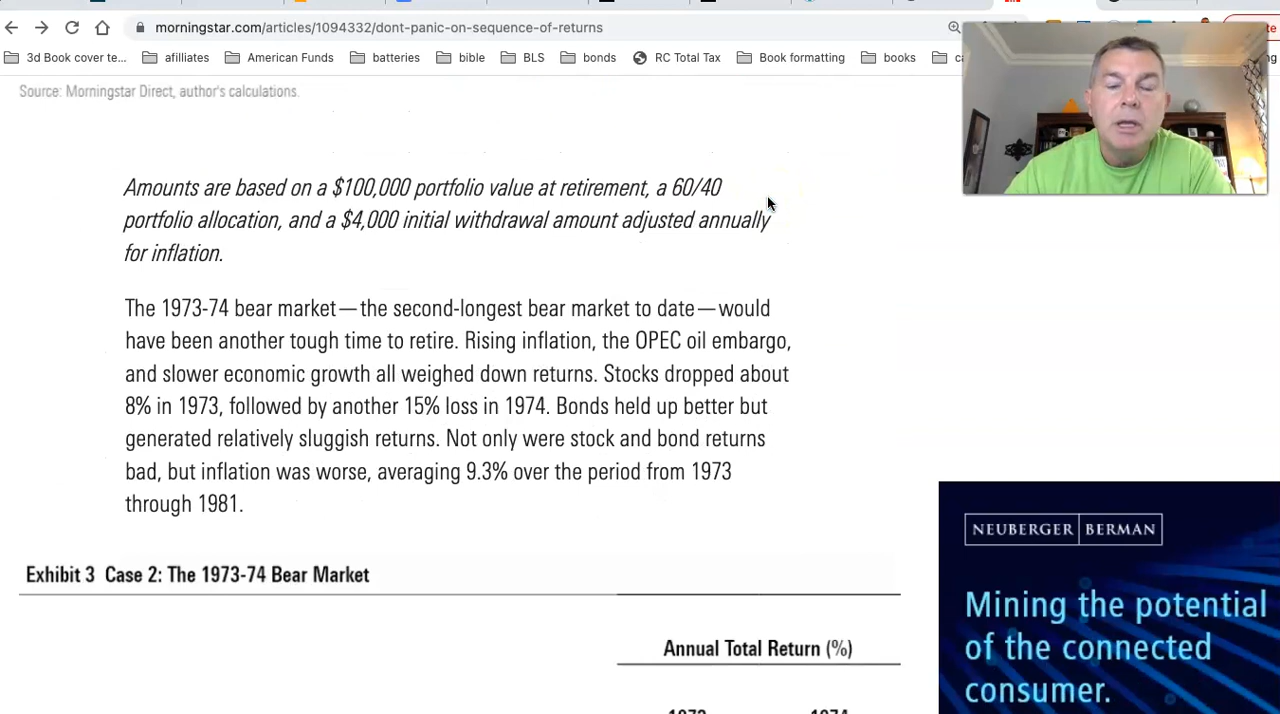 morningstar.com/articles/1094332/dont-panic-on-sequence-of-returns
3d Book cover te...
afilliates
American Funds
batteries
bible
BLS
bonds
RC Total Tax
Book formatting
books
Source: Morningstar Direct, author's calculations.
Amounts are based on a $100,000 portfolio value at retirement, a 60/40
portfolio allocation, and a $4,000 initial withdrawal amount adjusted annually
for inflation.
The 1973-74 bear market—the second-longest bear market to date—would
have been another tough time to retire. Rising inflation, the OPEC oil embargo,
and slower economic growth all weighed down returns. Stocks dropped about
8% in 1973, followed by another 15% loss in 1974. Bonds held up better but
generated relatively sluggish returns. Not only were stock and bond returns
bad, but inflation was worse, averaging 9.3% over the period from 1973
through 1981.
Exhibit 3 Case 2: The 1973-74 Bear Market
Annual Total Return (%)
1973 1974
NEUBERGER BERMAN
Mining the potential
of the connected
consumer.